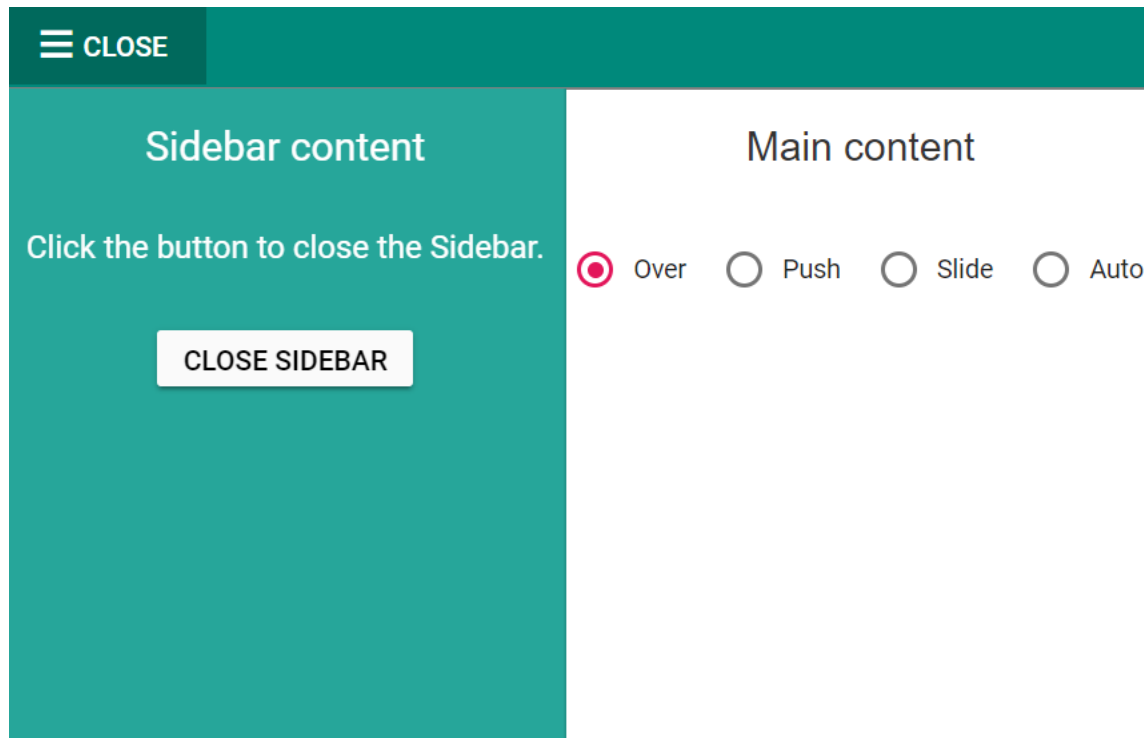 CLOSE
Sidebar content
Click the button to close the Sidebar.
CLOSE SIDEBAR
Main content
Over Push Slide Auto